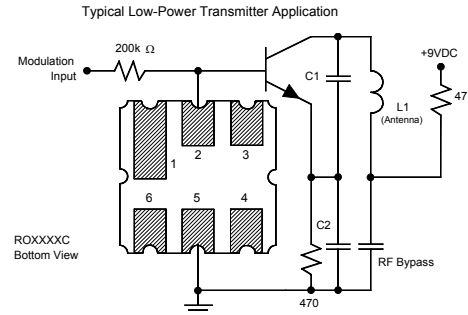 Typical Low-Power Transmitter Application
Modulation
Input
200k Ω
C1
+9VDC
L1
(Antenna)
47
1
2
3
6
5
4
C2
ROXXXXC
Bottom View
RF Bypass
470